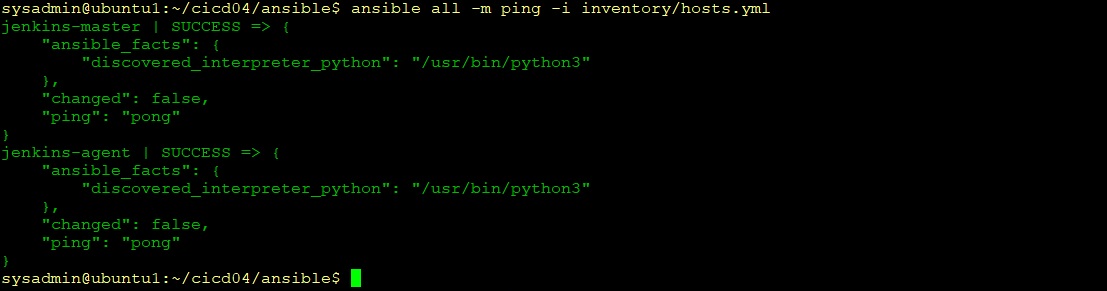 sysadmin@ubuntu1:~/cicd04/ansible$ ansible all -m ping -i inventory/hosts.yml
jenkins-master | SUCCESS => {
    "ansible_facts": {
        "discovered_interpreter_python": "/usr/bin/python3"
    },
    "changed": false,
    "ping": "pong"
}
jenkins-agent | SUCCESS => {
    "ansible_facts": {
        "discovered_interpreter_python": "/usr/bin/python3"
    },
    "changed": false,
    "ping": "pong"
}
sysadmin@ubuntu1:~/cicd04/ansible$